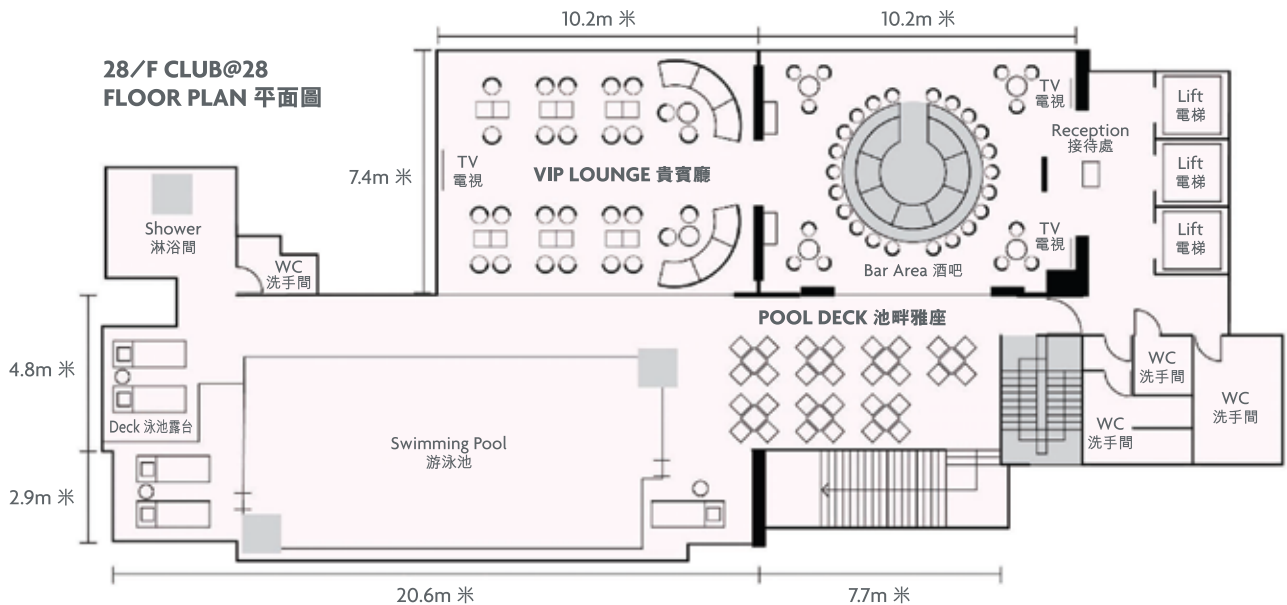 10.2m 米
10.2m 米
28/F CLUB@28
FLOOR PLAN 平面圖
TV
電視
Lift
電梯
Reception
接待處
7.4m 米
TV
電視
VIP LOUNGE 貴賓廳
Lift
電梯
Shower
淋浴間
TV
電視
Lift
電梯
WC
洗手間
Bar Area 酒吧
POOL DECK 池畔雅座
4.8m 米
WC
洗手間
WC
洗手間
Deck 泳池露台
WC
洗手間
Swimming Pool
游泳池
2.9m 米
20.6m 米
7.7m 米